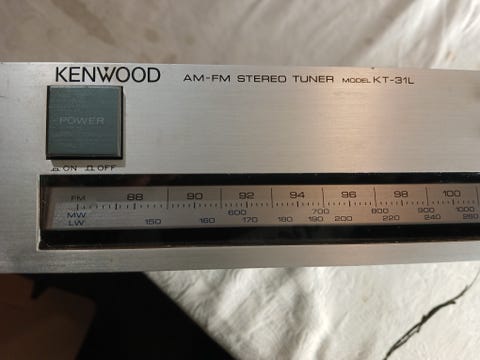 KENWOOD AM-FM STEREO TUNER MODEL KT-31L
POWER
ON OFF
FM 88 90 92 94 96 98 100
MW 600 700 800 900 1000
LW 150 160 170 180 190 200 220 240 260